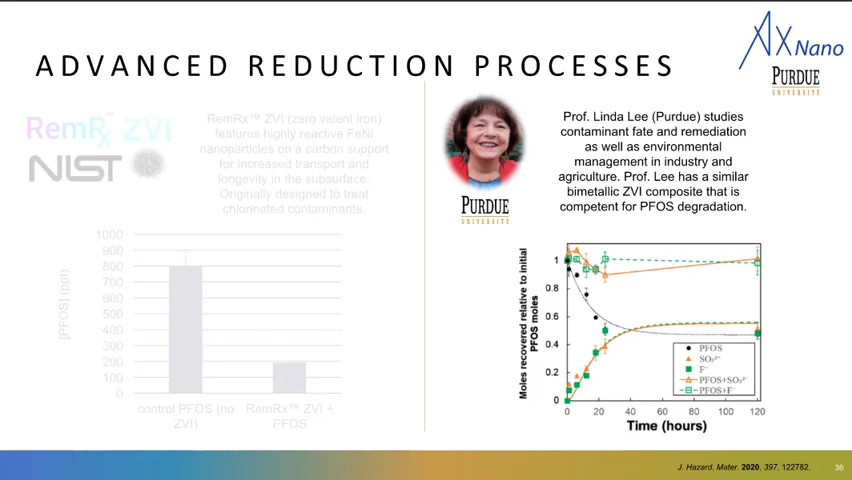 AxNano
PURDUE
UNIVERSITY
ADVANCED REDUCTION PROCESSES
RemRx™ ZVI
NIST
RemRx™ ZVI (zero valent iron)
features highly reactive FeNi
nanoparticles on a carbon support
for increased transport and
longevity in the subsurface.
Originally designed to treat
chlorinated contaminants.
[PFOS] (ppt)
1000
900
800
700
600
500
400
300
200
100
0
control PFOS (no
ZVI)
RemRx™ ZVI +
PFOS
PURDUE
UNIVERSITY
Prof. Linda Lee (Purdue) studies
contaminant fate and remediation
as well as environmental
management in industry and
agriculture. Prof. Lee has a similar
bimetallic ZVI composite that is
competent for PFOS degradation.
Moles recovered relative to initial
PFOS moles
1
0.8
0.6
0.4
0.2
0
PFOS
SO₃²⁻
F⁻
PFOS+SO₃²⁻
PFOS+F⁻
0
20
40
60
80
100
120
Time (hours)
J. Hazard. Mater. 2020, 397, 122782.
36